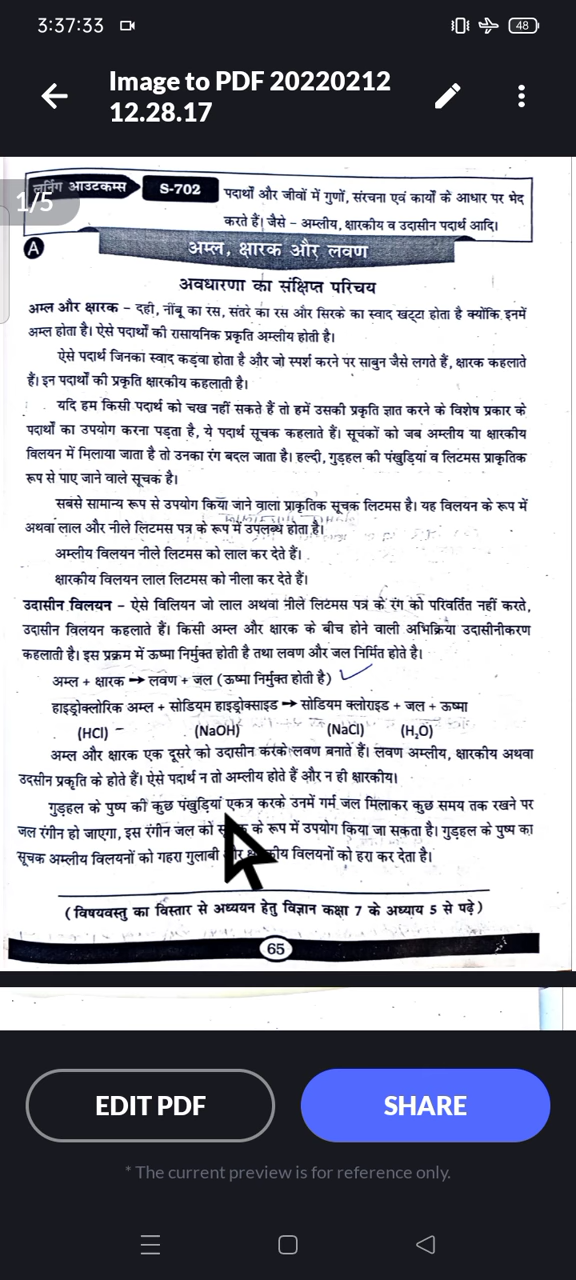 3:37:33
48
Image to PDF 20220212
12.28.17
1/5
लर्निंग आउटकम्स S-702 पदार्थों और जीवों में गुणों, संरचना एवं कार्यों के आधार पर भेद
करते हैं। जैसे - अम्लीय, क्षारकीय व उदासीन पदार्थ आदि।
A अम्ल, क्षारक और लवण
अवधारणा का संक्षिप्त परिचय
अम्ल और क्षारक – दही, नींबू का रस, संतरे का रस और सिरके का स्वाद खट्टा होता है क्योंकि इनमें
अम्ल होता है। ऐसे पदार्थों की रासायनिक प्रकृति अम्लीय होती है।
ऐसे पदार्थ जिनका स्वाद कड़वा होता है और जो स्पर्श करने पर साबुन जैसे लगते हैं, क्षारक कहलाते
हैं। इन पदार्थों की प्रकृति क्षारकीय कहलाती है।
यदि हम किसी पदार्थ को चख नहीं सकते हैं तो हमें उसकी प्रकृति ज्ञात करने के विशेष प्रकार के
पदार्थों का उपयोग करना पड़ता है, ये पदार्थ सूचक कहलाते हैं। सूचकों को जब अम्लीय या क्षारकीय
विलयन में मिलाया जाता है तो उनका रंग बदल जाता है। हल्दी, गुड़हल की पंखुड़ियां व लिटमस प्राकृतिक
रूप से पाए जाने वाले सूचक है।
सबसे सामान्य रूप से उपयोग किया जाने वाला प्राकृतिक सूचक लिटमस है। यह विलयन के रूप में
अथवा लाल और नीले लिटमस पत्र के रूप में उपलब्ध होता है।
अम्लीय विलयन नीले लिटमस को लाल कर देते हैं।
क्षारकीय विलयन लाल लिटमस को नीला कर देते हैं।
उदासीन विलयन – ऐसे विलियन जो लाल अथवा नीले लिटमस पत्र के रंग को परिवर्तित नहीं करते,
उदासीन विलयन कहलाते हैं। किसी अम्ल और क्षारक के बीच होने वाली अभिक्रिया उदासीनीकरण
कहलाती है। इस प्रक्रम में ऊष्मा निर्मुक्त होती है तथा लवण और जल निर्मित होते है।
अम्ल + क्षारक → लवण + जल (ऊष्मा निर्मुक्त होती है)
हाइड्रोक्लोरिक अम्ल + सोडियम हाइड्रोक्साइड → सोडियम क्लोराइड + जल + ऊष्मा
(HCl) (NaOH) (NaCl) (H₂O)
अम्ल और क्षारक एक दूसरे को उदासीन करके लवण बनाते हैं। लवण अम्लीय, क्षारकीय अथवा
उदसीन प्रकृति के होते हैं। ऐसे पदार्थ न तो अम्लीय होते हैं और न ही क्षारकीय।
गुड़हल के पुष्प की कुछ पंखुड़ियां एकत्र करके उनमें गर्म जल मिलाकर कुछ समय तक रखने पर
जल रंगीन हो जाएगा, इस रंगीन जल को के रूप में उपयोग किया जा सकता है। गुड़हल के पुष्प का
सूचक अम्लीय विलयनों को गहरा गुलाबी विलयनों को हरा कर देता है।
(विषयवस्तु का विस्तार से अध्ययन हेतु विज्ञान कक्षा 7 के अध्याय 5 से पढ़े)
65
EDIT PDF
SHARE
* The current preview is for reference only.